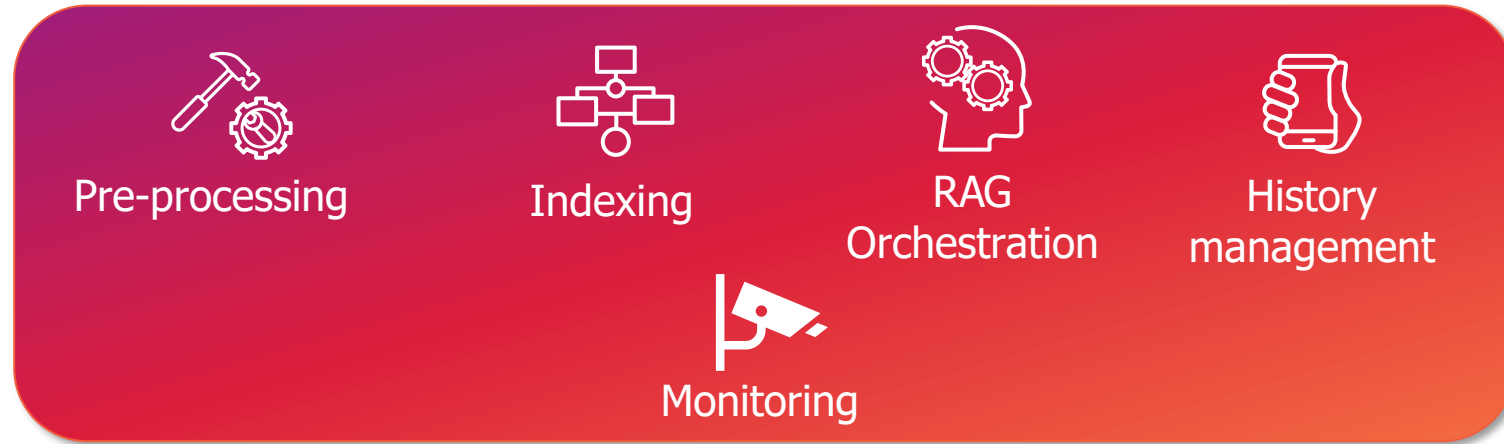 Pre-processing
Indexing
RAG
Orchestration
History
management
Monitoring